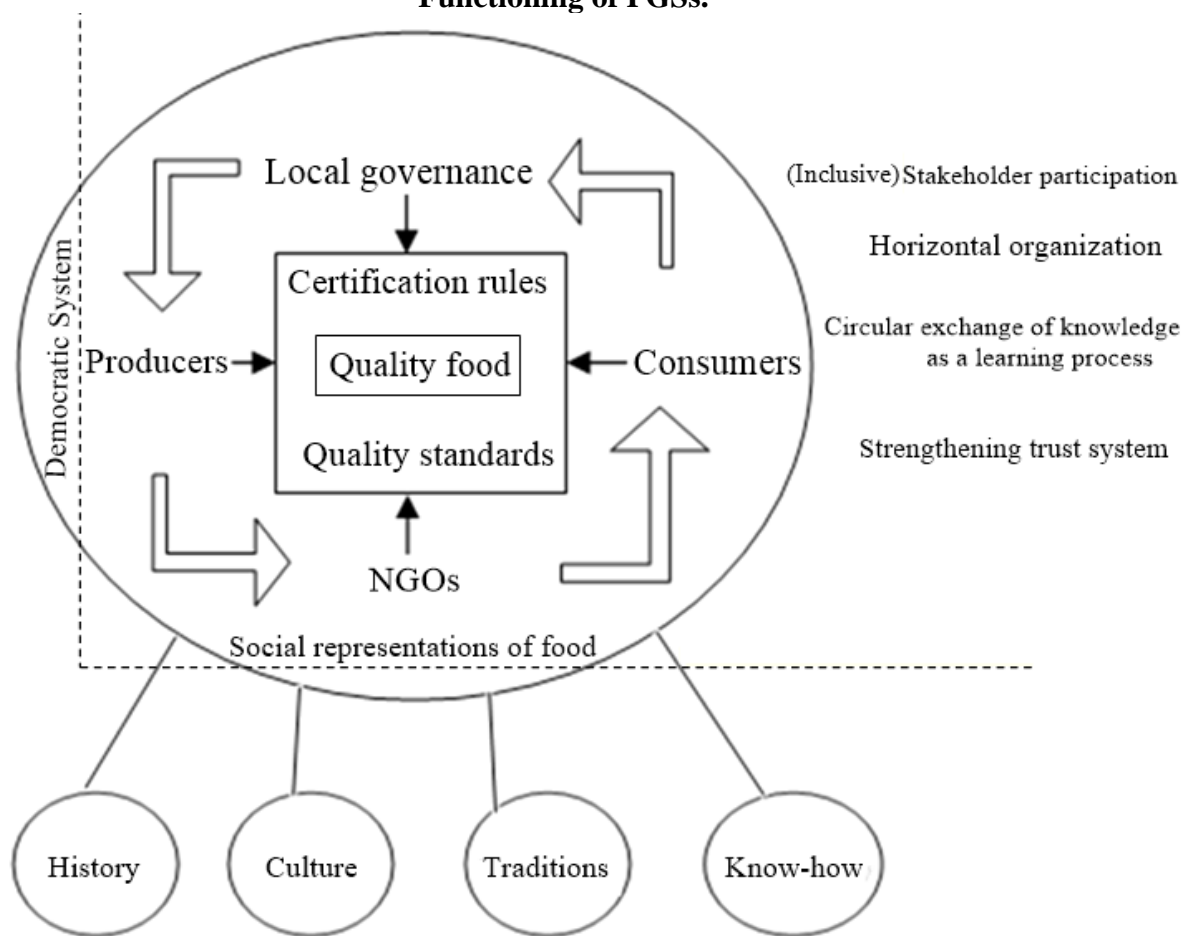 Functioning of PGSs.
Local governance
(Inclusive) Stakeholder participation
Horizontal organization
Certification rules
Democratic System
Circular exchange of knowledge
as a learning process
Producers
Quality food
Consumers
Quality standards
Strengthening trust system
NGOs
Social representations of food
History
Culture
Traditions
Know-how